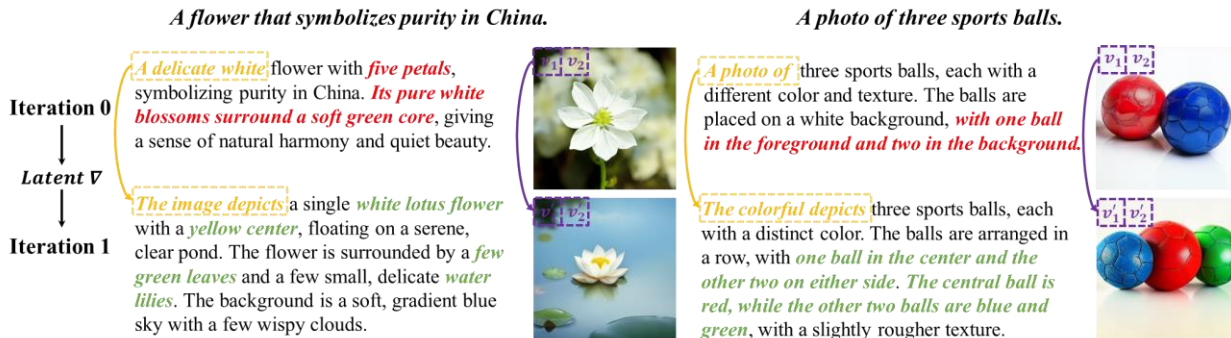 A flower that symbolizes purity in China.
A photo of three sports balls.
Iteration 0
Latent ∇
Iteration 1
A delicate white flower with five petals,
symbolizing purity in China. Its pure white
blossoms surround a soft green core, giving
a sense of natural harmony and quiet beauty.
v1 v2
The image depicts a single white lotus flower
with a yellow center, floating on a serene,
clear pond. The flower is surrounded by a few
green leaves and a few small, delicate water
lilies. The background is a soft, gradient blue
sky with a few wispy clouds.
v'1 v'2
A photo of three sports balls, each with a
different color and texture. The balls are
placed on a white background, with one ball
in the foreground and two in the background.
v1 v2
The colorful depicts three sports balls, each
with a distinct color. The balls are arranged in
a row, with one ball in the center and the
other two on either side. The central ball is
red, while the other two balls are blue and
green, with a slightly rougher texture.
v'1 v'2